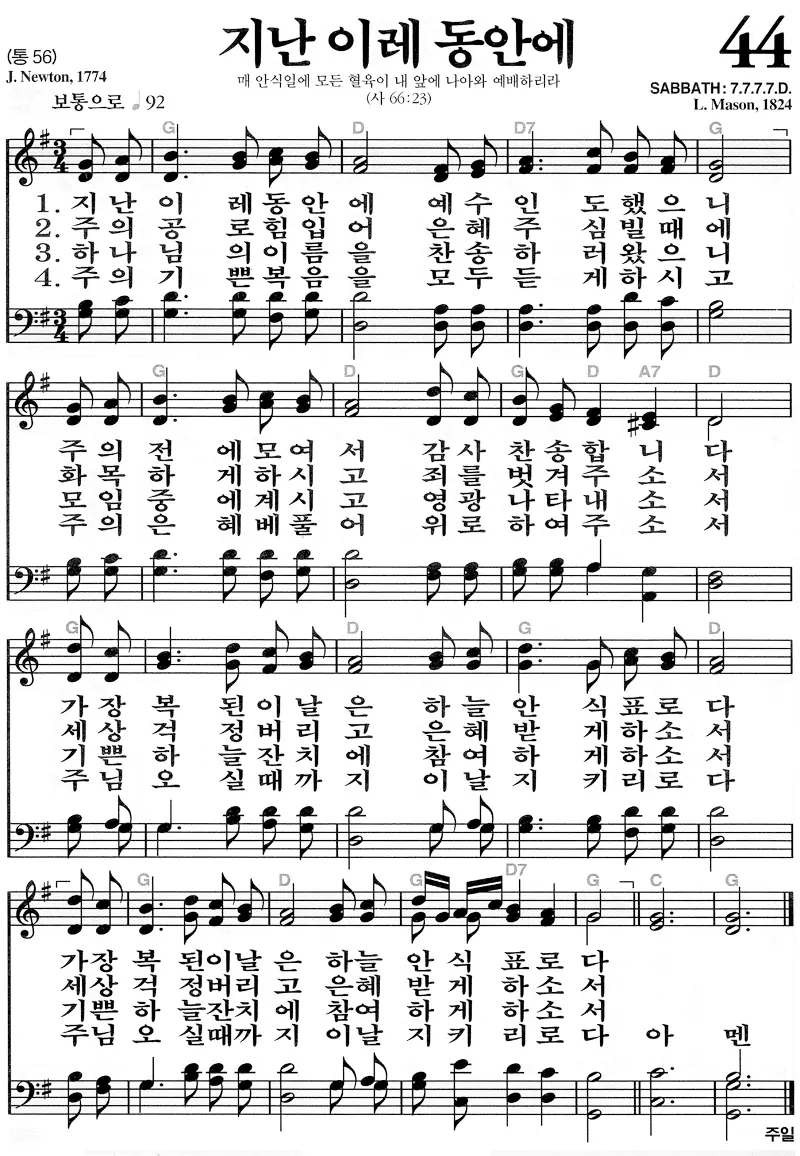 지난 이레 동안에
44
(통 56)
J. Newton, 1774
매 안식일에 모든 혈육이 내 앞에 나아와 예배하리라
(사 66:23)
SABBATH: 7.7.7.7.D.
L. Mason, 1824
보통으로 ♩92
G D D7 G
1. 지난이 레동안에 예수인 도했으니
2. 주의공 로힘입어 은혜주 심빌때에
3. 하나님 의이름을 찬송하 러왔으니
4. 주의기 쁜복음을 모두듣 게하시고
G D G D A7 D
주의전 에모여서 감사찬송합니다
화목하 게하시고 죄를벗겨주소서
모임중 에계시고 영광나타내소서
주의은 혜베풀어 위로하여주소서
G D G D
가장복 된이날은 하늘안 식표로다
세상걱 정버리고 은혜받 게하소서
기쁜하 늘잔치에 참여하 게하소서
주님오 실때까지 이날지 키리로다
G D G D7 G C G
가장복 된이날은 하늘안식 표로다
세상걱 정버리고 은혜받게 하소서
기쁜하 늘잔치에 참여하게 하소서
주님오 실때까지 이날지키리로다 아 멘
주일